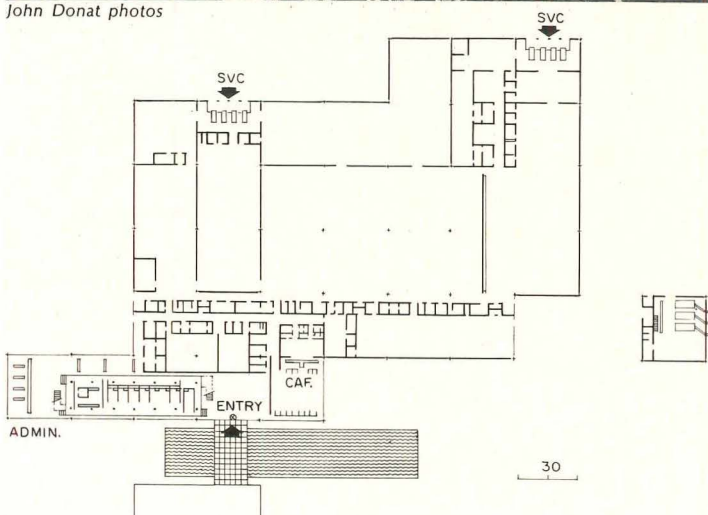 John Donat photos
SVC
SVC
CAF.
ENTRY
ADMIN.
30